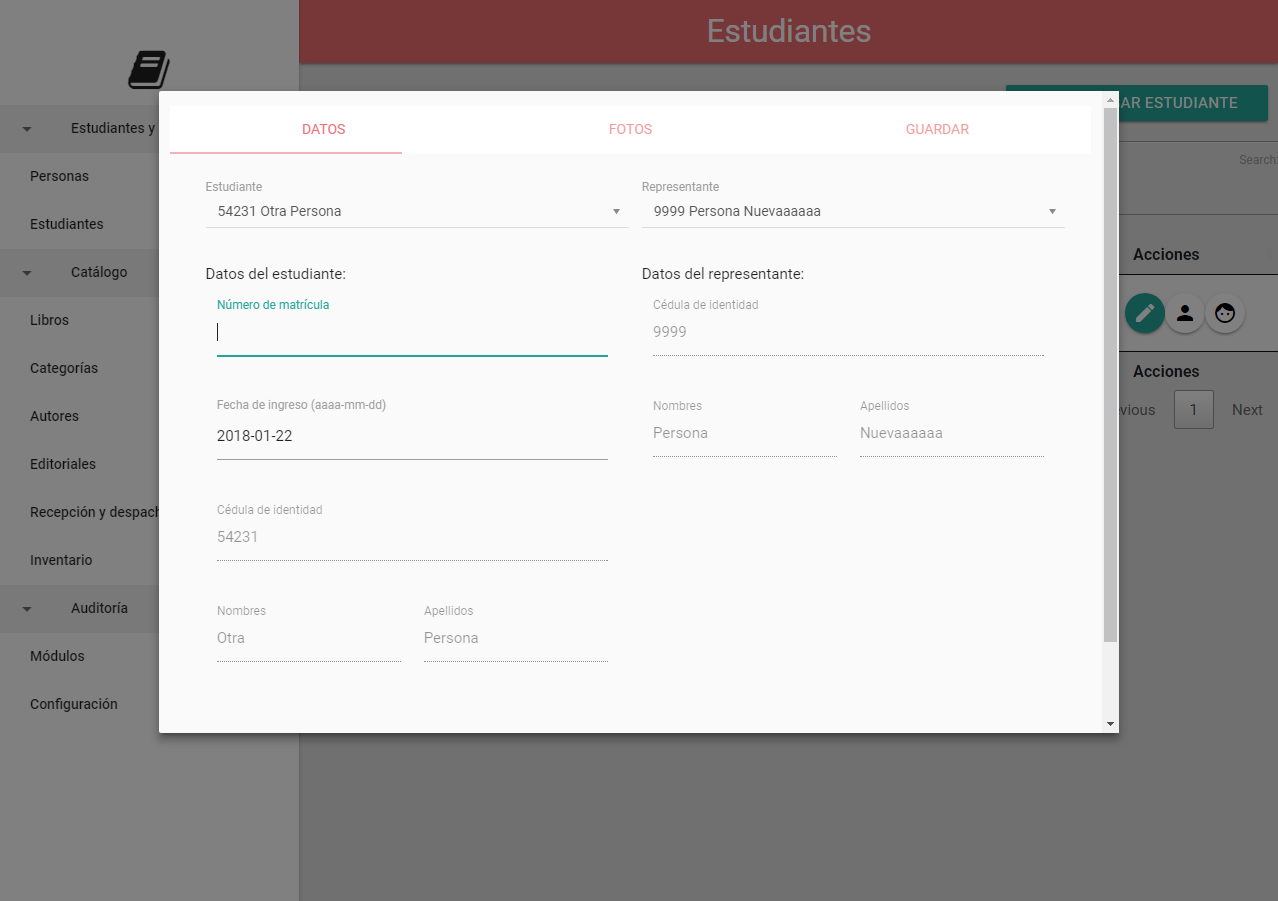 Estudiantes
AR ESTUDIANTE
Search:
Estudiantes y
Personas
Estudiantes
Catálogo
Libros
Categorías
Autores
Editoriales
Recepción y despach
Inventario
Auditoría
Módulos
Configuración
DATOS FOTOS GUARDAR
Estudiante Representante
54231 Otra Persona 9999 Persona Nuevaaaaaa
Datos del estudiante: Datos del representante:
Número de matrícula Cédula de identidad
9999
Fecha de ingreso (aaaa-mm-dd) Nombres Apellidos
2018-01-22 Persona Nuevaaaaaa
Cédula de identidad
54231
Nombres Apellidos
Otra Persona
Acciones
Acciones
vious 1 Next